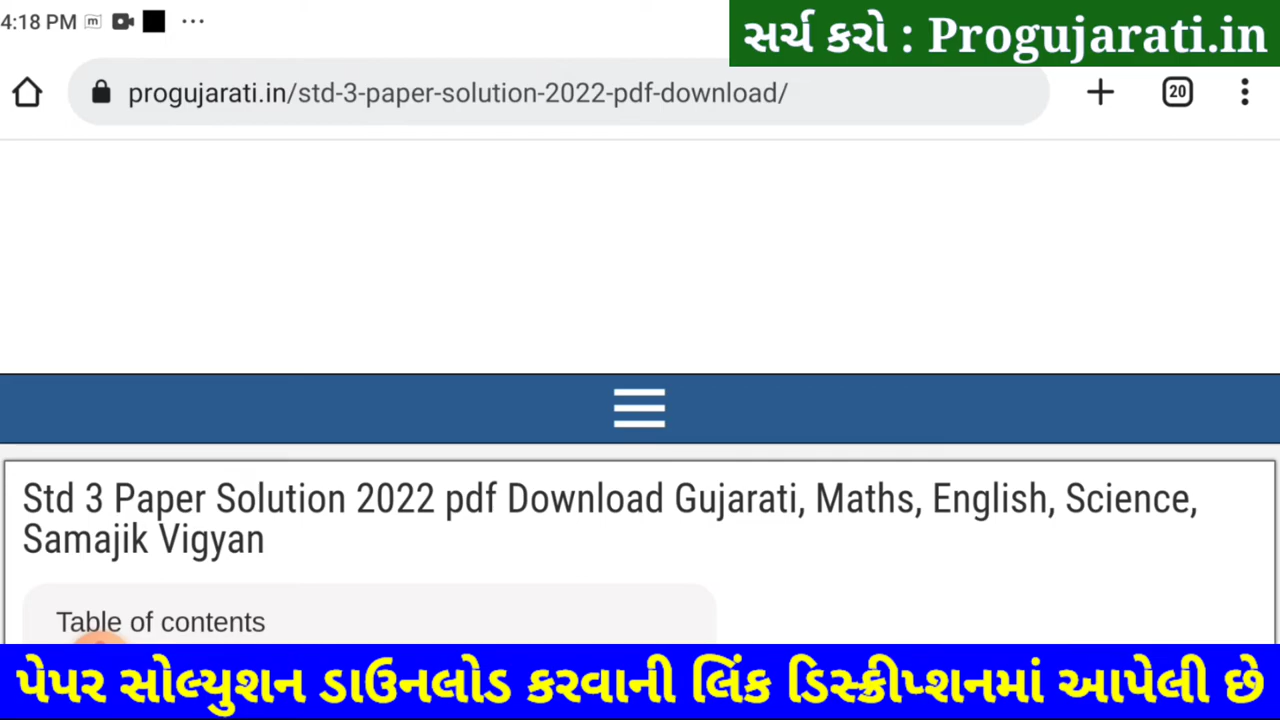 4:18 PM
સર્ચ કરો : Progujarati.in
progujarati.in/std-3-paper-solution-2022-pdf-download/
20
Std 3 Paper Solution 2022 pdf Download Gujarati, Maths, English, Science,
Samajik Vigyan
Table of contents
પેપર સોલ્યુશન ડાઉનલોડ કરવાની લિંક ડિસ્ક્રીપ્શનમાં આપેલી છે